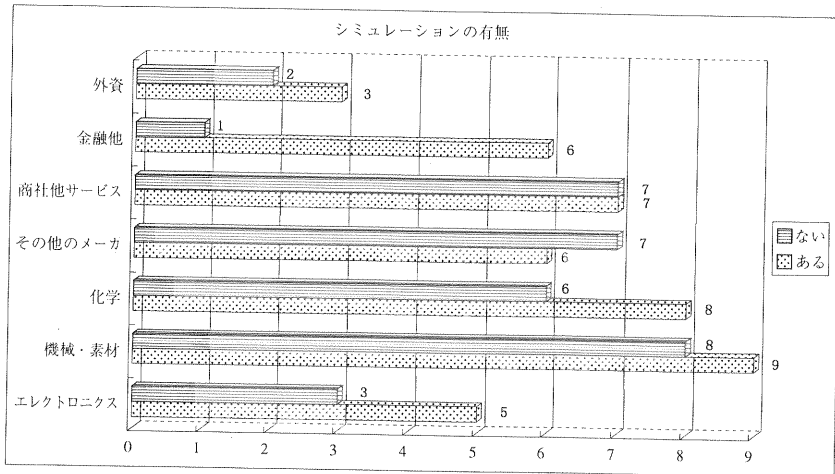 シミュレーションの有無
外資
2
3
金融他
1
6
商社他サービス
7
7
その他のメーカ
7
6
化学
6
8
機械・素材
8
9
エレクトロニクス
3
5
0 1 2 3 4 5 6 7 8 9
ない
ある